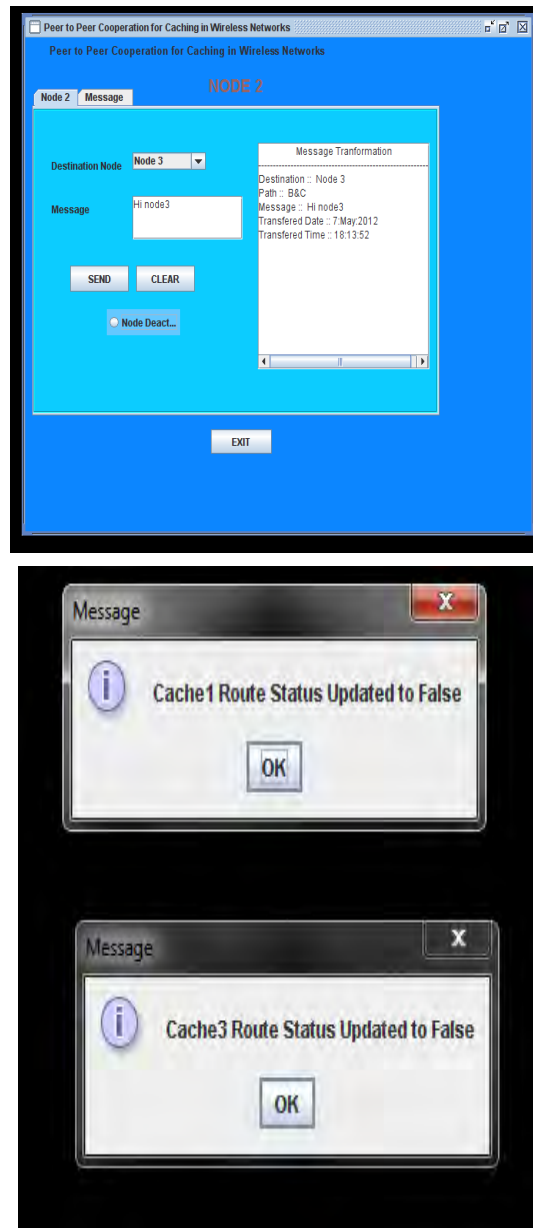 Peer to Peer Cooperation for Caching in Wireless Networks
Peer to Peer Cooperation for Caching in Wireless Networks
NODE 2
Node 2 Message
Destination Node Node 3
Message Hi node3
SEND CLEAR
Node Deact...
Message Tranformation
Destination :: Node 3
Path :: B&C
Message :: Hi node3
Transfered Date :: 7:May:2012
Transfered Time :: 18:13:52
EXIT
Message
Cache1 Route Status Updated to False
OK
Message
Cache3 Route Status Updated to False
OK